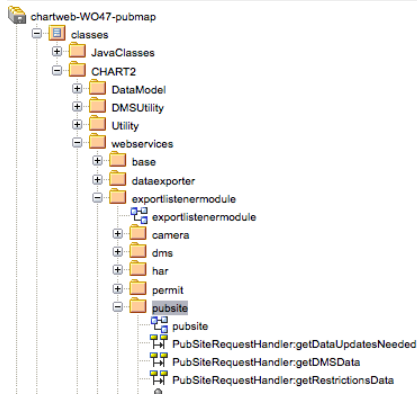 chartweb-WO47-pubmap
classes
JavaClasses
CHART2
DataModel
DMSUtility
Utility
webservices
base
dataexporter
exportlistenermodule
exportlistenermodule
camera
dms
har
permit
pubsite
pubsite
PubSiteRequestHandler:getDataUpdatesNeeded
PubSiteRequestHandler:getDMSData
PubSiteRequestHandler:getRestrictionsData